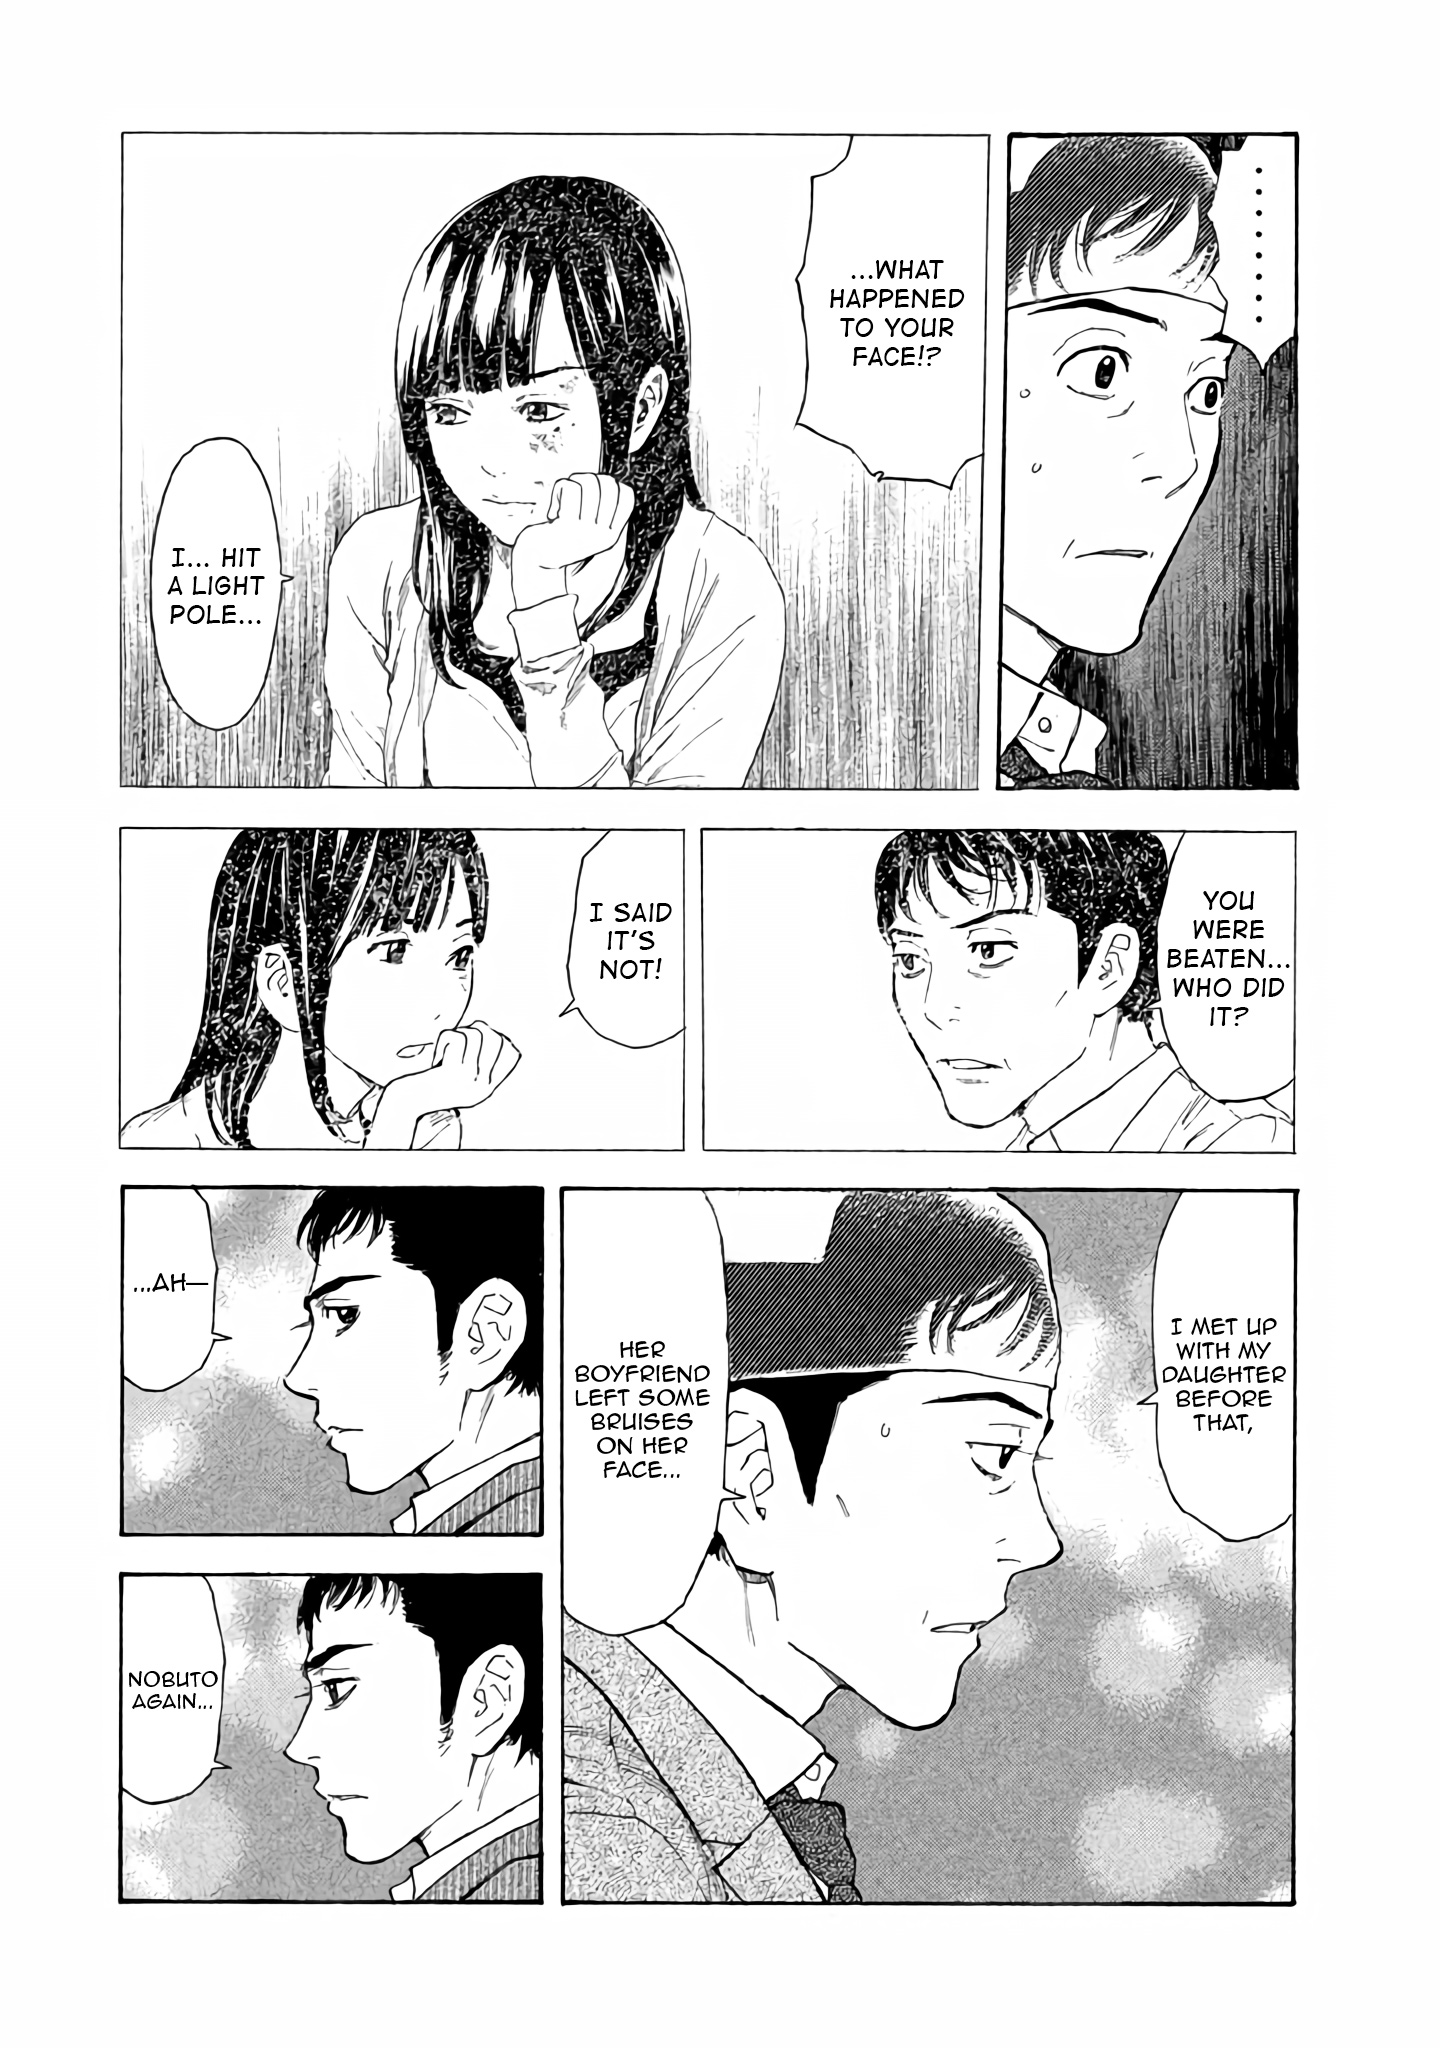 ........
...WHAT
HAPPENED
TO YOUR
FACE!?
I... HIT
A LIGHT
POLE...
YOU
WERE
BEATEN...
WHO DID
IT?
I SAID
IT'S
NOT!
I MET UP
WITH MY
DAUGHTER
BEFORE
THAT,
HER
BOYFRIEND
LEFT SOME
BRUISES
ON HER
FACE...
...AH—
NOBUTO
AGAIN...